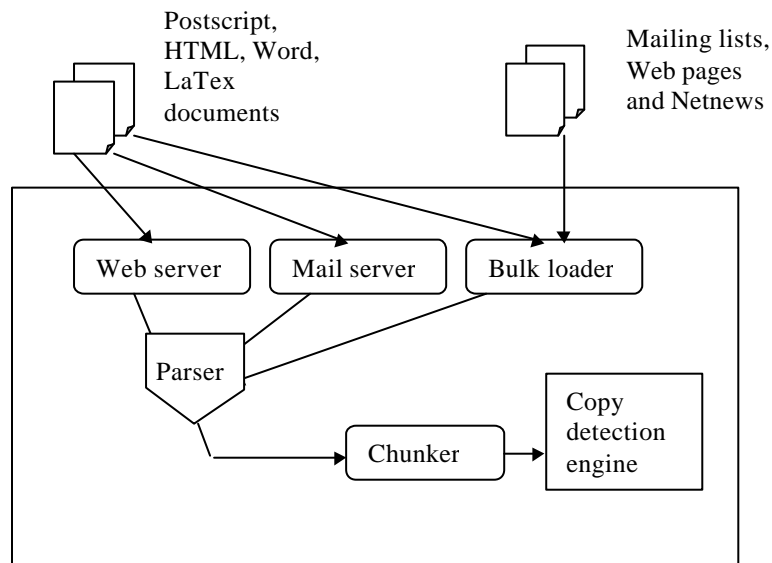 Postscript,
HTML, Word,
LaTex
documents
Mailing lists,
Web pages
and Netnews
Web server
Mail server
Bulk loader
Parser
Chunker
Copy
detection
engine